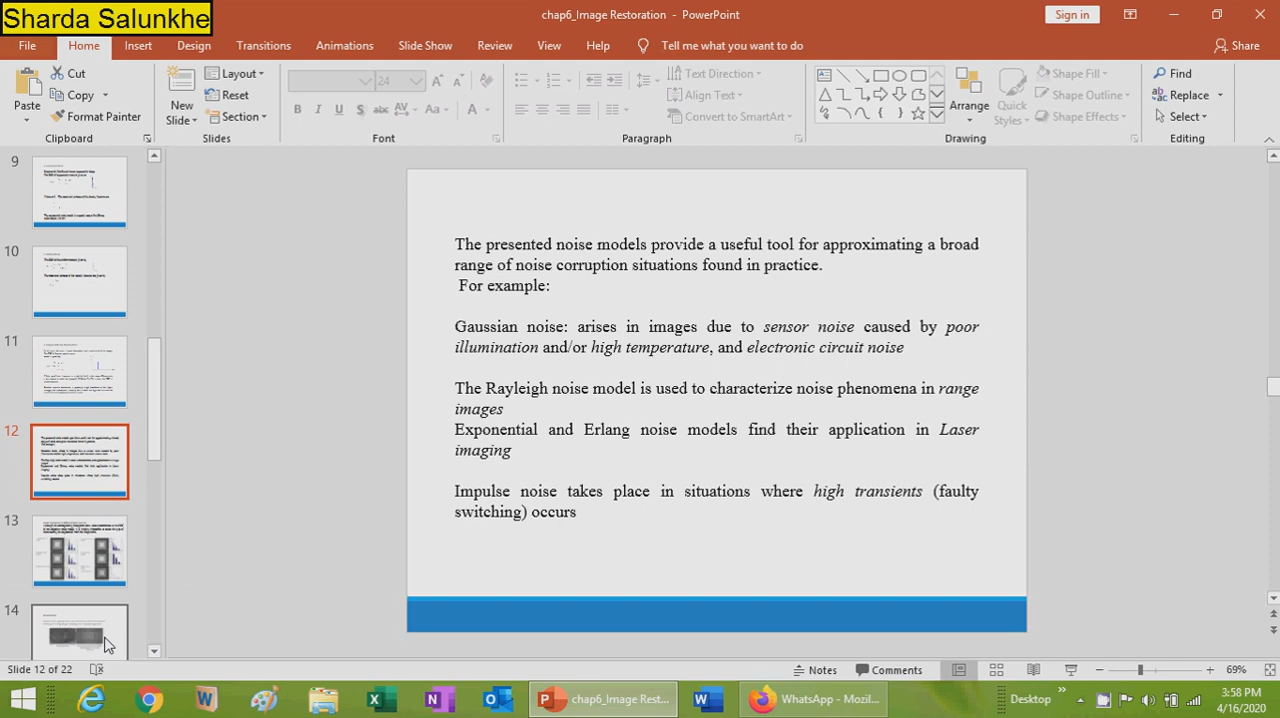 Sharda Salunkhe
chap6_Image Restoration - PowerPoint
Sign in
File Home Insert Design Transitions Animations Slide Show Review View Help Tell me what you want to do Share
Paste
Cut
Copy
Format Painter
Clipboard
New
Slide
Layout
Reset
Section
Slides
24
B I U S abc AV Aa A
Font
Text Direction
Align Text
Convert to SmartArt
Paragraph
Arrange
Quick
Styles
Shape Fill
Shape Outline
Shape Effects
Drawing
Find
Replace
Select
Editing
9
10
11
12
13
14
The presented noise models provide a useful tool for approximating a broad
range of noise corruption situations found in practice.
For example:
Gaussian noise: arises in images due to sensor noise caused by poor
illumination and/or high temperature, and electronic circuit noise
The Rayleigh noise model is used to characterize noise phenomena in range
images
Exponential and Erlang noise models find their application in Laser
imaging
Impulse noise takes place in situations where high transients (faulty
switching) occurs
Slide 12 of 22
Notes
Comments
69%
chap6_Image Rest...
WhatsApp - Mozil...
Desktop
3:58 PM
4/16/2020